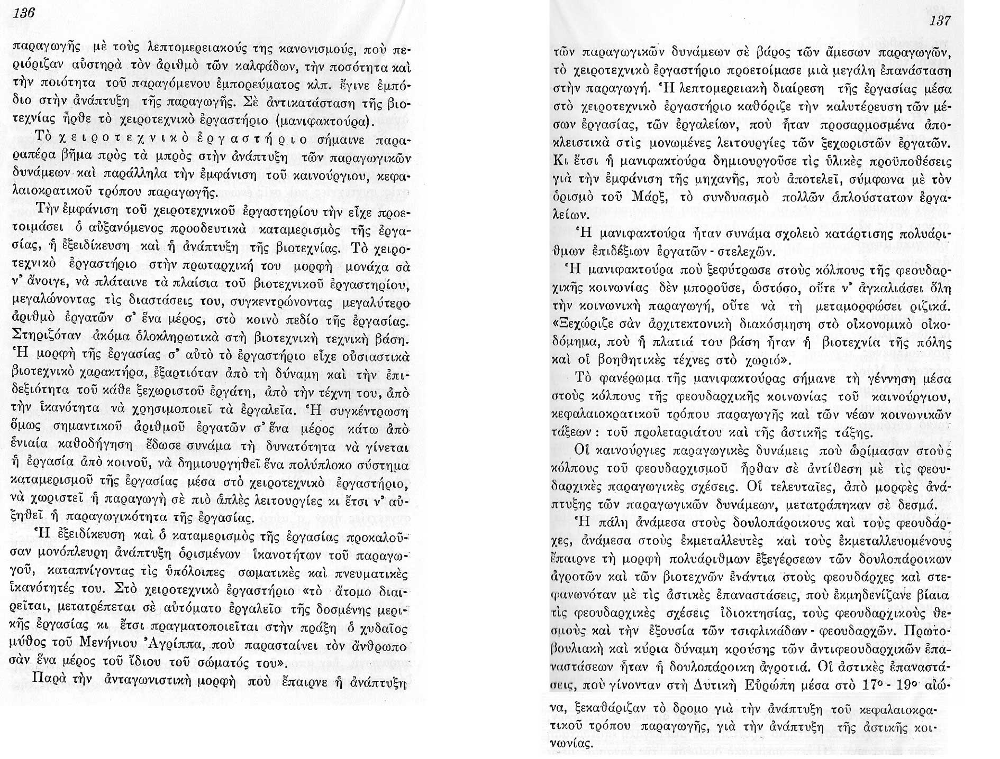 136
παραγωγῆς μὲ τοὺς λεπτομερειακούς της κανονισμούς, ποὺ πε-
ριόριζαν αὐστηρὰ τὸν ἀριθμὸ τῶν καλφάδων, τὴν ποσότητα καὶ
τὴν ποιότητα τοῦ παραγόμενου ἐμπορεύματος κλπ. ἔγινε ἐμπό-
διο στὴν ἀνάπτυξη τῆς παραγωγῆς. Σὲ ἀντικατάσταση τῆς βιο-
τεχνίας ἦρθε τὸ χειροτεχνικὸ ἐργαστήριο (μανιφακτούρα).
Τὸ χειροτεχνικὸ ἐργαστήριο σήμαινε παρα-
ραπέρα βῆμα πρὸς τὰ μπρὸς στὴν ἀνάπτυξη τῶν παραγωγικῶν
δυνάμεων καὶ παράλληλα τὴν ἐμφάνιση τοῦ καινούργιου, κεφα-
λαιοκρατικοῦ τρόπου παραγωγῆς.
Τὴν ἐμφάνιση τοῦ χειροτεχνικοῦ ἐργαστηρίου τὴν εἶχε προε-
τοιμάσει ὁ αὐξανόμενος προοδευτικὰ καταμερισμὸς τῆς ἐργα-
σίας, ἡ ἐξειδίκευση καὶ ἡ ἀνάπτυξη τῆς βιοτεχνίας. Τὸ χειρο-
τεχνικὸ ἐργαστήριο στὴν πρωταρχική του μορφὴ μονάχα σὰ
ν' ἄνοιγε, νὰ πλάταινε τὰ πλαίσια τοῦ βιοτεχνικοῦ ἐργαστηρίου,
μεγαλώνοντας τὶς διαστάσεις του, συγκεντρώνοντας μεγαλύτερο
ἀριθμὸ ἐργατῶν σ' ἕνα μέρος, στὸ κοινὸ πεδίο τῆς ἐργασίας.
Στηριζόταν ἀκόμα ὁλοκληρωτικὰ στὴ βιοτεχνικὴ τεχνικὴ βάση.
Ἡ μορφὴ τῆς ἐργασίας σ' αὐτὸ τὸ ἐργαστήριο εἶχε οὐσιαστικὰ
βιοτεχνικὸ χαρακτήρα, ἐξαρτιόταν ἀπὸ τὴ δύναμη καὶ τὴν ἐπι-
δεξιότητα τοῦ κάθε ξεχωριστοῦ ἐργάτη, ἀπὸ τὴν τέχνη του, ἀπὸ
τὴν ἱκανότητα νὰ χρησιμοποιεῖ τὰ ἐργαλεῖα. Ἡ συγκέντρωση
ὅμως σημαντικοῦ ἀριθμοῦ ἐργατῶν σ' ἕνα μέρος κάτω ἀπὸ
ἑνιαία καθοδήγηση ἔδωσε συνάμα τὴ δυνατότητα νὰ γίνεται
ἡ ἐργασία ἀπὸ κοινοῦ, νὰ δημιουργηθεῖ ἕνα πολύπλοκο σύστημα
καταμερισμοῦ τῆς ἐργασίας μέσα στὸ χειροτεχνικὸ ἐργαστήριο,
νὰ χωριστεῖ ἡ παραγωγὴ σὲ πιὸ ἁπλὲς λειτουργίες κι ἔτσι ν' αὐ-
ξηθεῖ ἡ παραγωγικότητα τῆς ἐργασίας.
Ἡ ἐξειδίκευση καὶ ὁ καταμερισμὸς τῆς ἐργασίας προκαλοῦ-
σαν μονόπλευρη ἀνάπτυξη ὁρισμένων ἱκανοτήτων τοῦ παραγω-
γοῦ, καταπνίγοντας τὶς ὑπόλοιπες σωματικὲς καὶ πνευματικὲς
ἱκανότητές του. Στὸ χειροτεχνικὸ ἐργαστήριο «τὸ ἄτομο διαι-
ρεῖται, μετατρέπεται σὲ αὐτόματο ἐργαλεῖο τῆς δοσμένης μερι-
κῆς ἐργασίας κι ἔτσι πραγματοποιεῖται στὴν πράξη ὁ χυδαῖος
μύθος τοῦ Μενήνιου Ἀγρίππα, ποὺ παρασταίνει τὸν ἄνθρωπο
σὰν ἕνα μέρος τοῦ ἴδιου τοῦ σώματός του».
Παρὰ τὴν ἀνταγωνιστικὴ μορφὴ ποὺ ἔπαιρνε ἡ ἀνάπτυξη
137
τῶν παραγωγικῶν δυνάμεων σὲ βάρος τῶν ἄμεσων παραγωγῶν,
τὸ χειροτεχνικὸ ἐργαστήριο προετοίμασε μιὰ μεγάλη ἐπανάσταση
στὴν παραγωγή. Ἡ λεπτομερειακὴ διαίρεση τῆς ἐργασίας μέσα
στὸ χειροτεχνικὸ ἐργαστήριο καθόριζε τὴν καλυτέρευση τῶν μέ-
σων ἐργασίας, τῶν ἐργαλείων, ποὺ ἦταν προσαρμοσμένα ἀπο-
κλειστικὰ στὶς μονωμένες λειτουργίες τῶν ξεχωριστῶν ἐργατῶν.
Κι ἔτσι ἡ μανιφακτούρα δημιουργοῦσε τὶς ὑλικὲς προϋποθέσεις
γιὰ τὴν ἐμφάνιση τῆς μηχανῆς, ποὺ ἀποτελεῖ, σύμφωνα μὲ τὸν
ὁρισμὸ τοῦ Μάρξ, τὸ συνδυασμὸ πολλῶν ἁπλούστατων ἐργα-
λείων.
Ἡ μανιφακτούρα ἦταν συνάμα σχολειὸ κατάρτισης πολυάρι-
θμων ἐπιδέξιων ἐργατῶν - στελεχῶν.
Ἡ μανιφακτούρα ποὺ ξεφύτρωσε στοὺς κόλπους τῆς φεουδαρ-
χικῆς κοινωνίας δὲν μποροῦσε, ὡστόσο, οὔτε ν' ἀγκαλιάσει ὅλη
τὴν κοινωνικὴ παραγωγή, οὔτε νὰ τὴ μεταμορφώσει ριζικά.
«Ξεχώριζε σὰν ἀρχιτεκτονικὴ διακόσμηση στὸ οἰκονομικὸ οἰκο-
δόμημα, ποὺ ἡ πλατιά του βάση ἦταν ἡ βιοτεχνία τῆς πόλης
καὶ οἱ βοηθητικὲς τέχνες στὸ χωριό».
Τὸ φανέρωμα τῆς μανιφακτούρας σήμανε τὴ γέννηση μέσα
στοὺς κόλπους τῆς φεουδαρχικῆς κοινωνίας τοῦ καινούργιου,
κεφαλαιοκρατικοῦ τρόπου παραγωγῆς καὶ τῶν νέων κοινωνικῶν
τάξεων : τοῦ προλεταριάτου καὶ τῆς ἀστικῆς τάξης.
Οἱ καινούργιες παραγωγικὲς δυνάμεις ποὺ ὡρίμασαν στοὺς
κόλπους τοῦ φεουδαρχισμοῦ ἦρθαν σὲ ἀντίθεση μὲ τὶς φεου-
δαρχικὲς παραγωγικὲς σχέσεις. Οἱ τελευταῖες, ἀπὸ μορφὲς ἀνά-
πτυξης τῶν παραγωγικῶν δυνάμεων, μετατράπηκαν σὲ δεσμά.
Ἡ πάλη ἀνάμεσα στοὺς δουλοπάροικους καὶ τοὺς φεουδάρ-
χες, ἀνάμεσα στοὺς ἐκμεταλλευτὲς καὶ τοὺς ἐκμεταλλευομένους
ἔπαιρνε τὴ μορφὴ πολυάριθμων ἐξεγέρσεων τῶν δουλοπάροικων
ἀγροτῶν καὶ τῶν βιοτεχνῶν ἐνάντια στοὺς φεουδάρχες καὶ στε-
φανωνόταν μὲ τὶς ἀστικὲς ἐπαναστάσεις, ποὺ ἐκμηδενίζανε βίαια
τὶς φεουδαρχικὲς σχέσεις ἰδιοκτησίας, τοὺς φεουδαρχικοὺς θε-
σμοὺς καὶ τὴν ἐξουσία τῶν τσιφλικάδων - φεουδαρχῶν. Πρωτο-
βουλιακὴ καὶ κύρια δύναμη κρούσης τῶν ἀντιφεουδαρχικῶν ἐπα-
ναστάσεων ἦταν ἡ δουλοπάροικη ἀγροτιά. Οἱ ἀστικὲς ἐπαναστά-
σεις, ποὺ γίνονταν στὴ Δυτικὴ Εὐρώπη μέσα στὸ 17ο - 19ο αἰώ-
να, ξεκαθάριζαν τὸ δρομο γιὰ τὴν ἀνάπτυξη τοῦ κεφαλαιοκρα-
τικοῦ τρόπου παραγωγῆς, γιὰ τὴν ἀνάπτυξη τῆς ἀστικῆς κοι-
νωνίας.